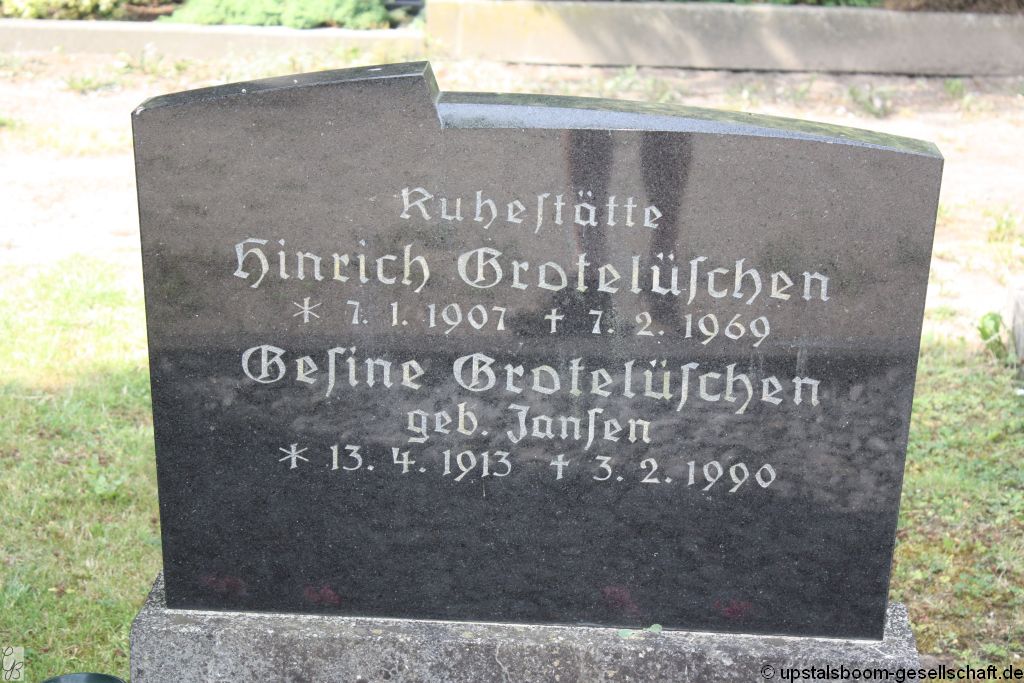 Ruheſtätte
Hinrich Grotelüſchen
* 7. 1. 1907 ✝ 7. 2. 1969
Geſine Grotelüſchen
geb. Janſen
* 13. 4. 1913 ✝ 3. 2. 1990
© upstalsboom-gesellschaft.de